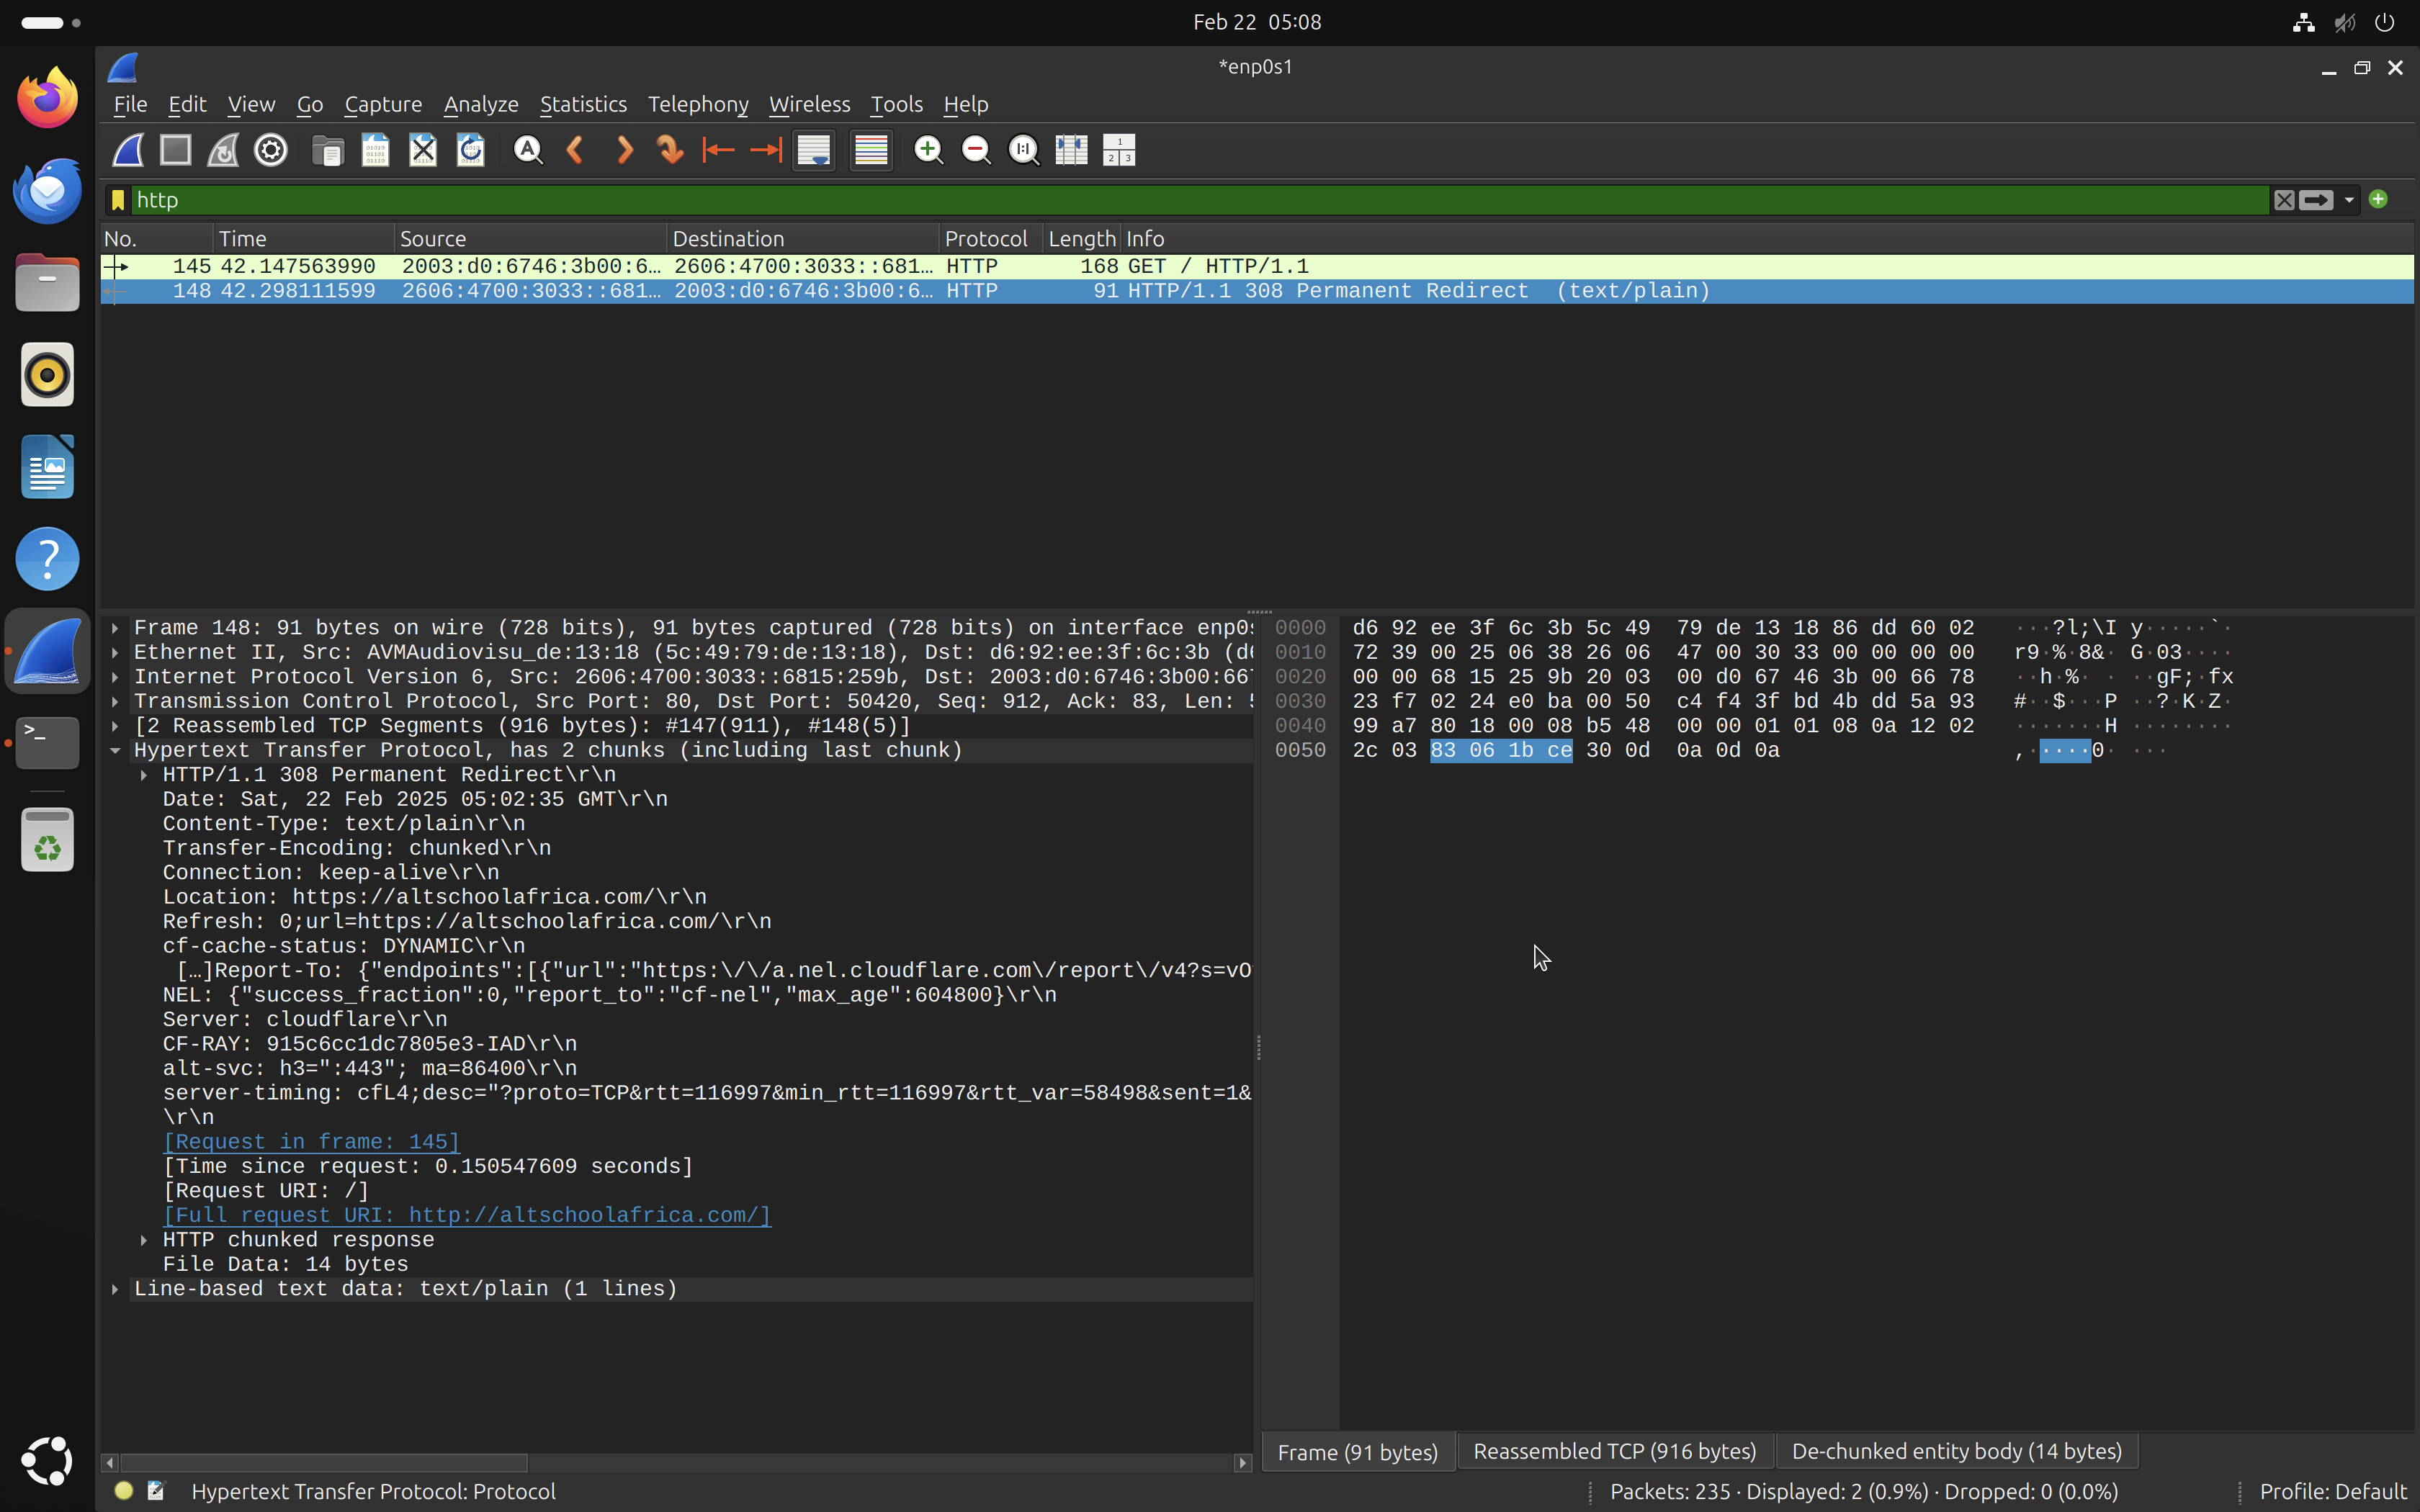 Feb 22 05:08
*enp0s1
File Edit View Go Capture Analyze Statistics Telephony Wireless Tools Help
http
No. Time Source Destination Protocol Length Info
145 42.147563990 2003:d0:6746:3b00:6… 2606:4700:3033::681… HTTP 168 GET / HTTP/1.1
148 42.298111599 2606:4700:3033::681… 2003:d0:6746:3b00:6… HTTP 91 HTTP/1.1 308 Permanent Redirect (text/plain)
Frame 148: 91 bytes on wire (728 bits), 91 bytes captured (728 bits) on interface enp0s
Ethernet II, Src: AVMAudiovisu_de:13:18 (5c:49:79:de:13:18), Dst: d6:92:ee:3f:6c:3b (d6
Internet Protocol Version 6, Src: 2606:4700:3033::6815:259b, Dst: 2003:d0:6746:3b00:667
Transmission Control Protocol, Src Port: 80, Dst Port: 50420, Seq: 912, Ack: 83, Len: 5
[2 Reassembled TCP Segments (916 bytes): #147(911), #148(5)]
Hypertext Transfer Protocol, has 2 chunks (including last chunk)
HTTP/1.1 308 Permanent Redirect\r\n
Date: Sat, 22 Feb 2025 05:02:35 GMT\r\n
Content-Type: text/plain\r\n
Transfer-Encoding: chunked\r\n
Connection: keep-alive\r\n
Location: https://altschoolafrica.com/\r\n
Refresh: 0;url=https://altschoolafrica.com/\r\n
cf-cache-status: DYNAMIC\r\n
[…]Report-To: {"endpoints":[{"url":"https:\/\/a.nel.cloudflare.com\/report\/v4?s=vO
NEL: {"success_fraction":0,"report_to":"cf-nel","max_age":604800}\r\n
Server: cloudflare\r\n
CF-RAY: 915c6cc1dc7805e3-IAD\r\n
alt-svc: h3=":443"; ma=86400\r\n
server-timing: cfL4;desc="?proto=TCP&rtt=116997&min_rtt=116997&rtt_var=58498&sent=1&
\r\n
[Request in frame: 145]
[Time since request: 0.150547609 seconds]
[Request URI: /]
[Full request URI: http://altschoolafrica.com/]
HTTP chunked response
File Data: 14 bytes
Line-based text data: text/plain (1 lines)
0000 d6 92 ee 3f 6c 3b 5c 49 79 de 13 18 86 dd 60 02 ···?l;\I y·····`·
0010 72 39 00 25 06 38 26 06 47 00 30 33 00 00 00 00 r9·%·8&· G·03····
0020 00 00 68 15 25 9b 20 03 00 d0 67 46 3b 00 66 78 ··h·%· · ··gF;·fx
0030 23 f7 02 24 e0 ba 00 50 c4 f4 3f bd 4b dd 5a 93 #··$···P ··?·K·Z·
0040 99 a7 80 18 00 08 b5 48 00 00 01 01 08 0a 12 02 ·······H ········
0050 2c 03 83 06 1b ce 30 0d 0a 0d 0a ,·····0· ···
Frame (91 bytes) Reassembled TCP (916 bytes) De-chunked entity body (14 bytes)
Hypertext Transfer Protocol: Protocol
Packets: 235 · Displayed: 2 (0.9%) · Dropped: 0 (0.0%)
Profile: Default